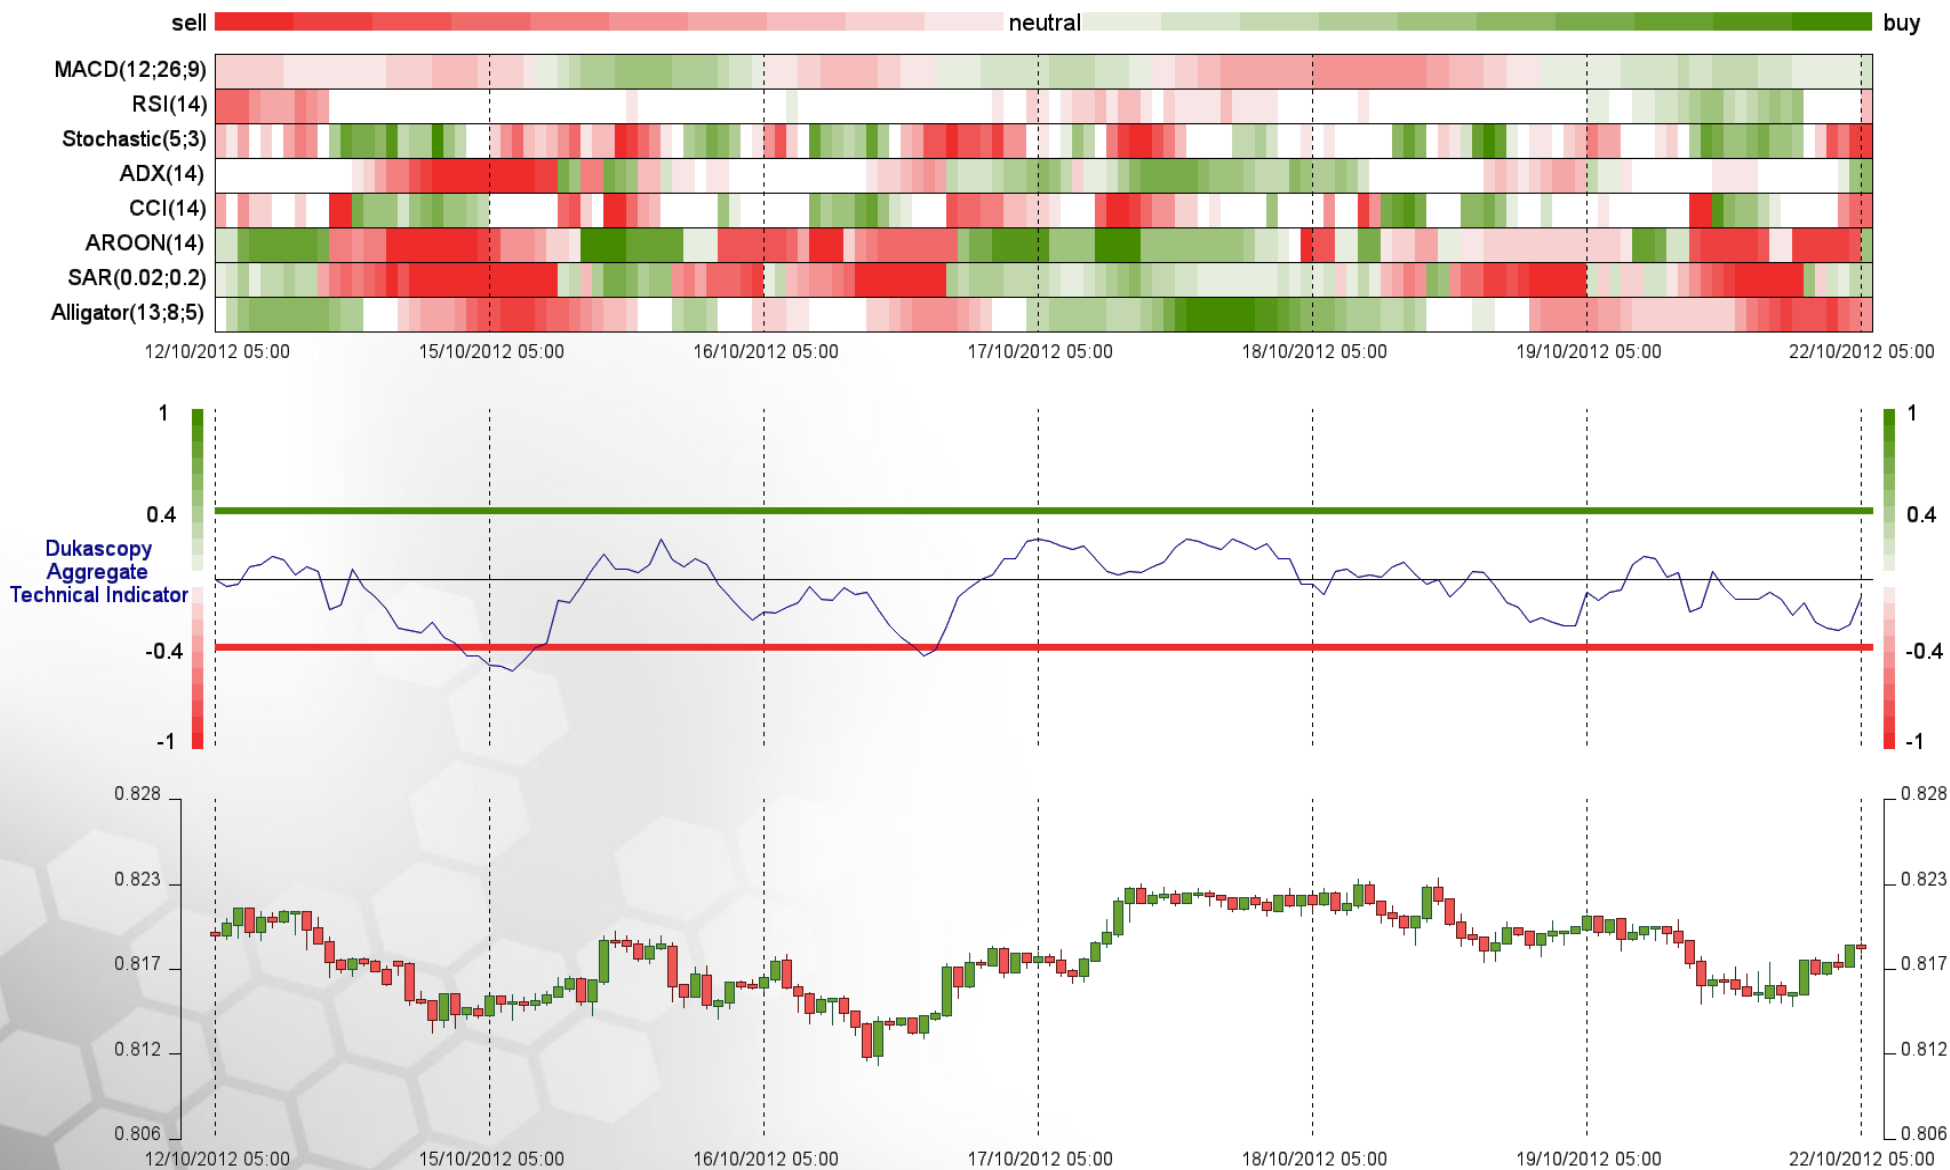 sell neutral buy
MACD(12;26;9)
RSI(14)
Stochastic(5;3)
ADX(14)
CCI(14)
AROON(14)
SAR(0.02;0.2)
Alligator(13;8;5)
12/10/2012 05:00 15/10/2012 05:00 16/10/2012 05:00 17/10/2012 05:00 18/10/2012 05:00 19/10/2012 05:00 22/10/2012 05:00
1 1
0.4 0.4
Dukascopy
Aggregate
Technical Indicator
-0.4 -0.4
-1 -1
0.828 0.828
0.823 0.823
0.817 0.817
0.812 0.812
0.806 0.806
12/10/2012 05:00 15/10/2012 05:00 16/10/2012 05:00 17/10/2012 05:00 18/10/2012 05:00 19/10/2012 05:00 22/10/2012 05:00